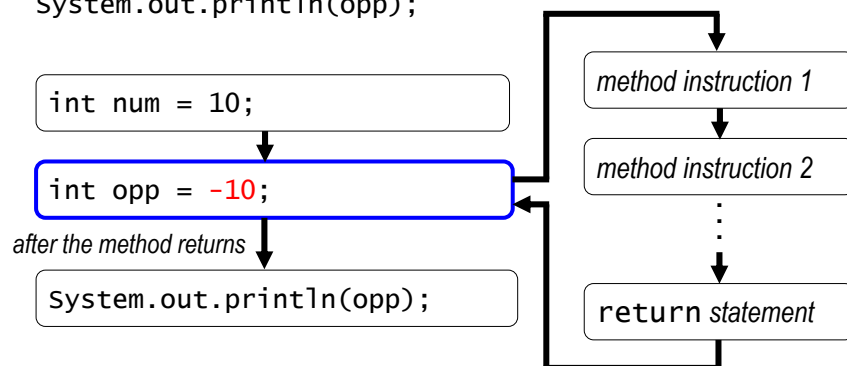 System.out.println(opp);
int num = 10;
int opp = -10;
after the method returns
System.out.println(opp);
method instruction 1
method instruction 2
return statement